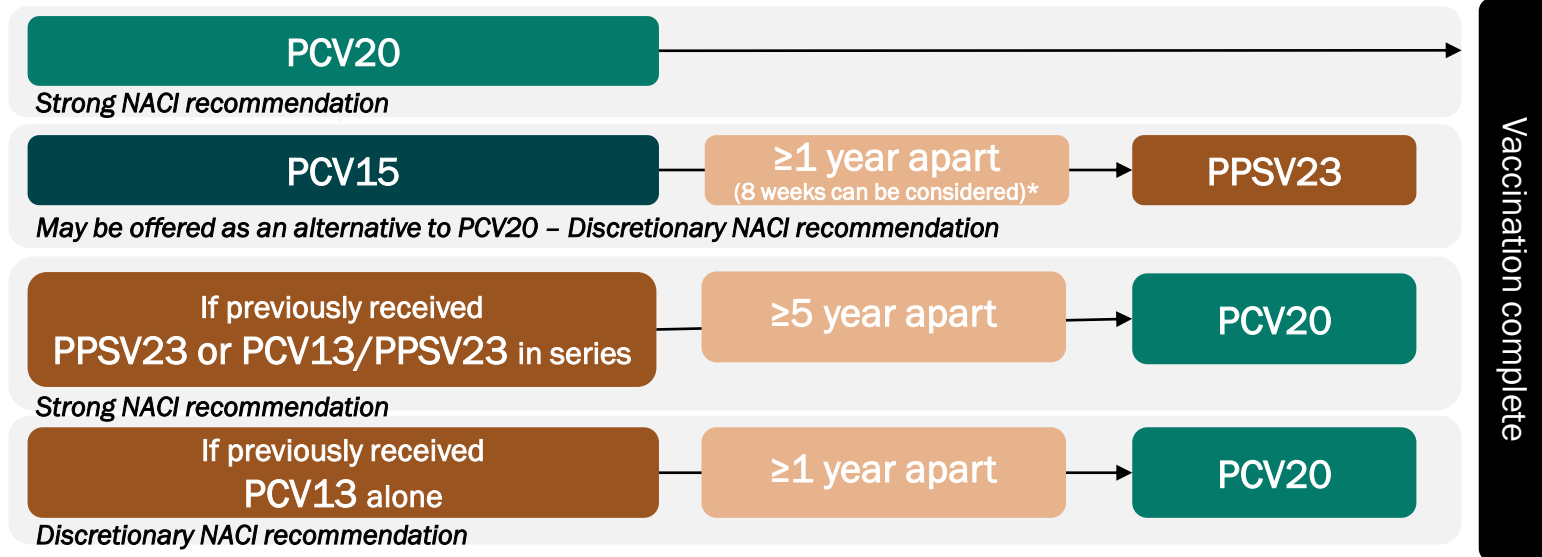 PCV20
Strong NACI recommendation
PCV15
≥1 year apart
(8 weeks can be considered)*
PPSV23
May be offered as an alternative to PCV20 – Discretionary NACI recommendation
If previously received
PPSV23 or PCV13/PPSV23 in series
≥5 year apart
PCV20
Strong NACI recommendation
If previously received
PCV13 alone
≥1 year apart
PCV20
Discretionary NACI recommendation
Vaccination complete